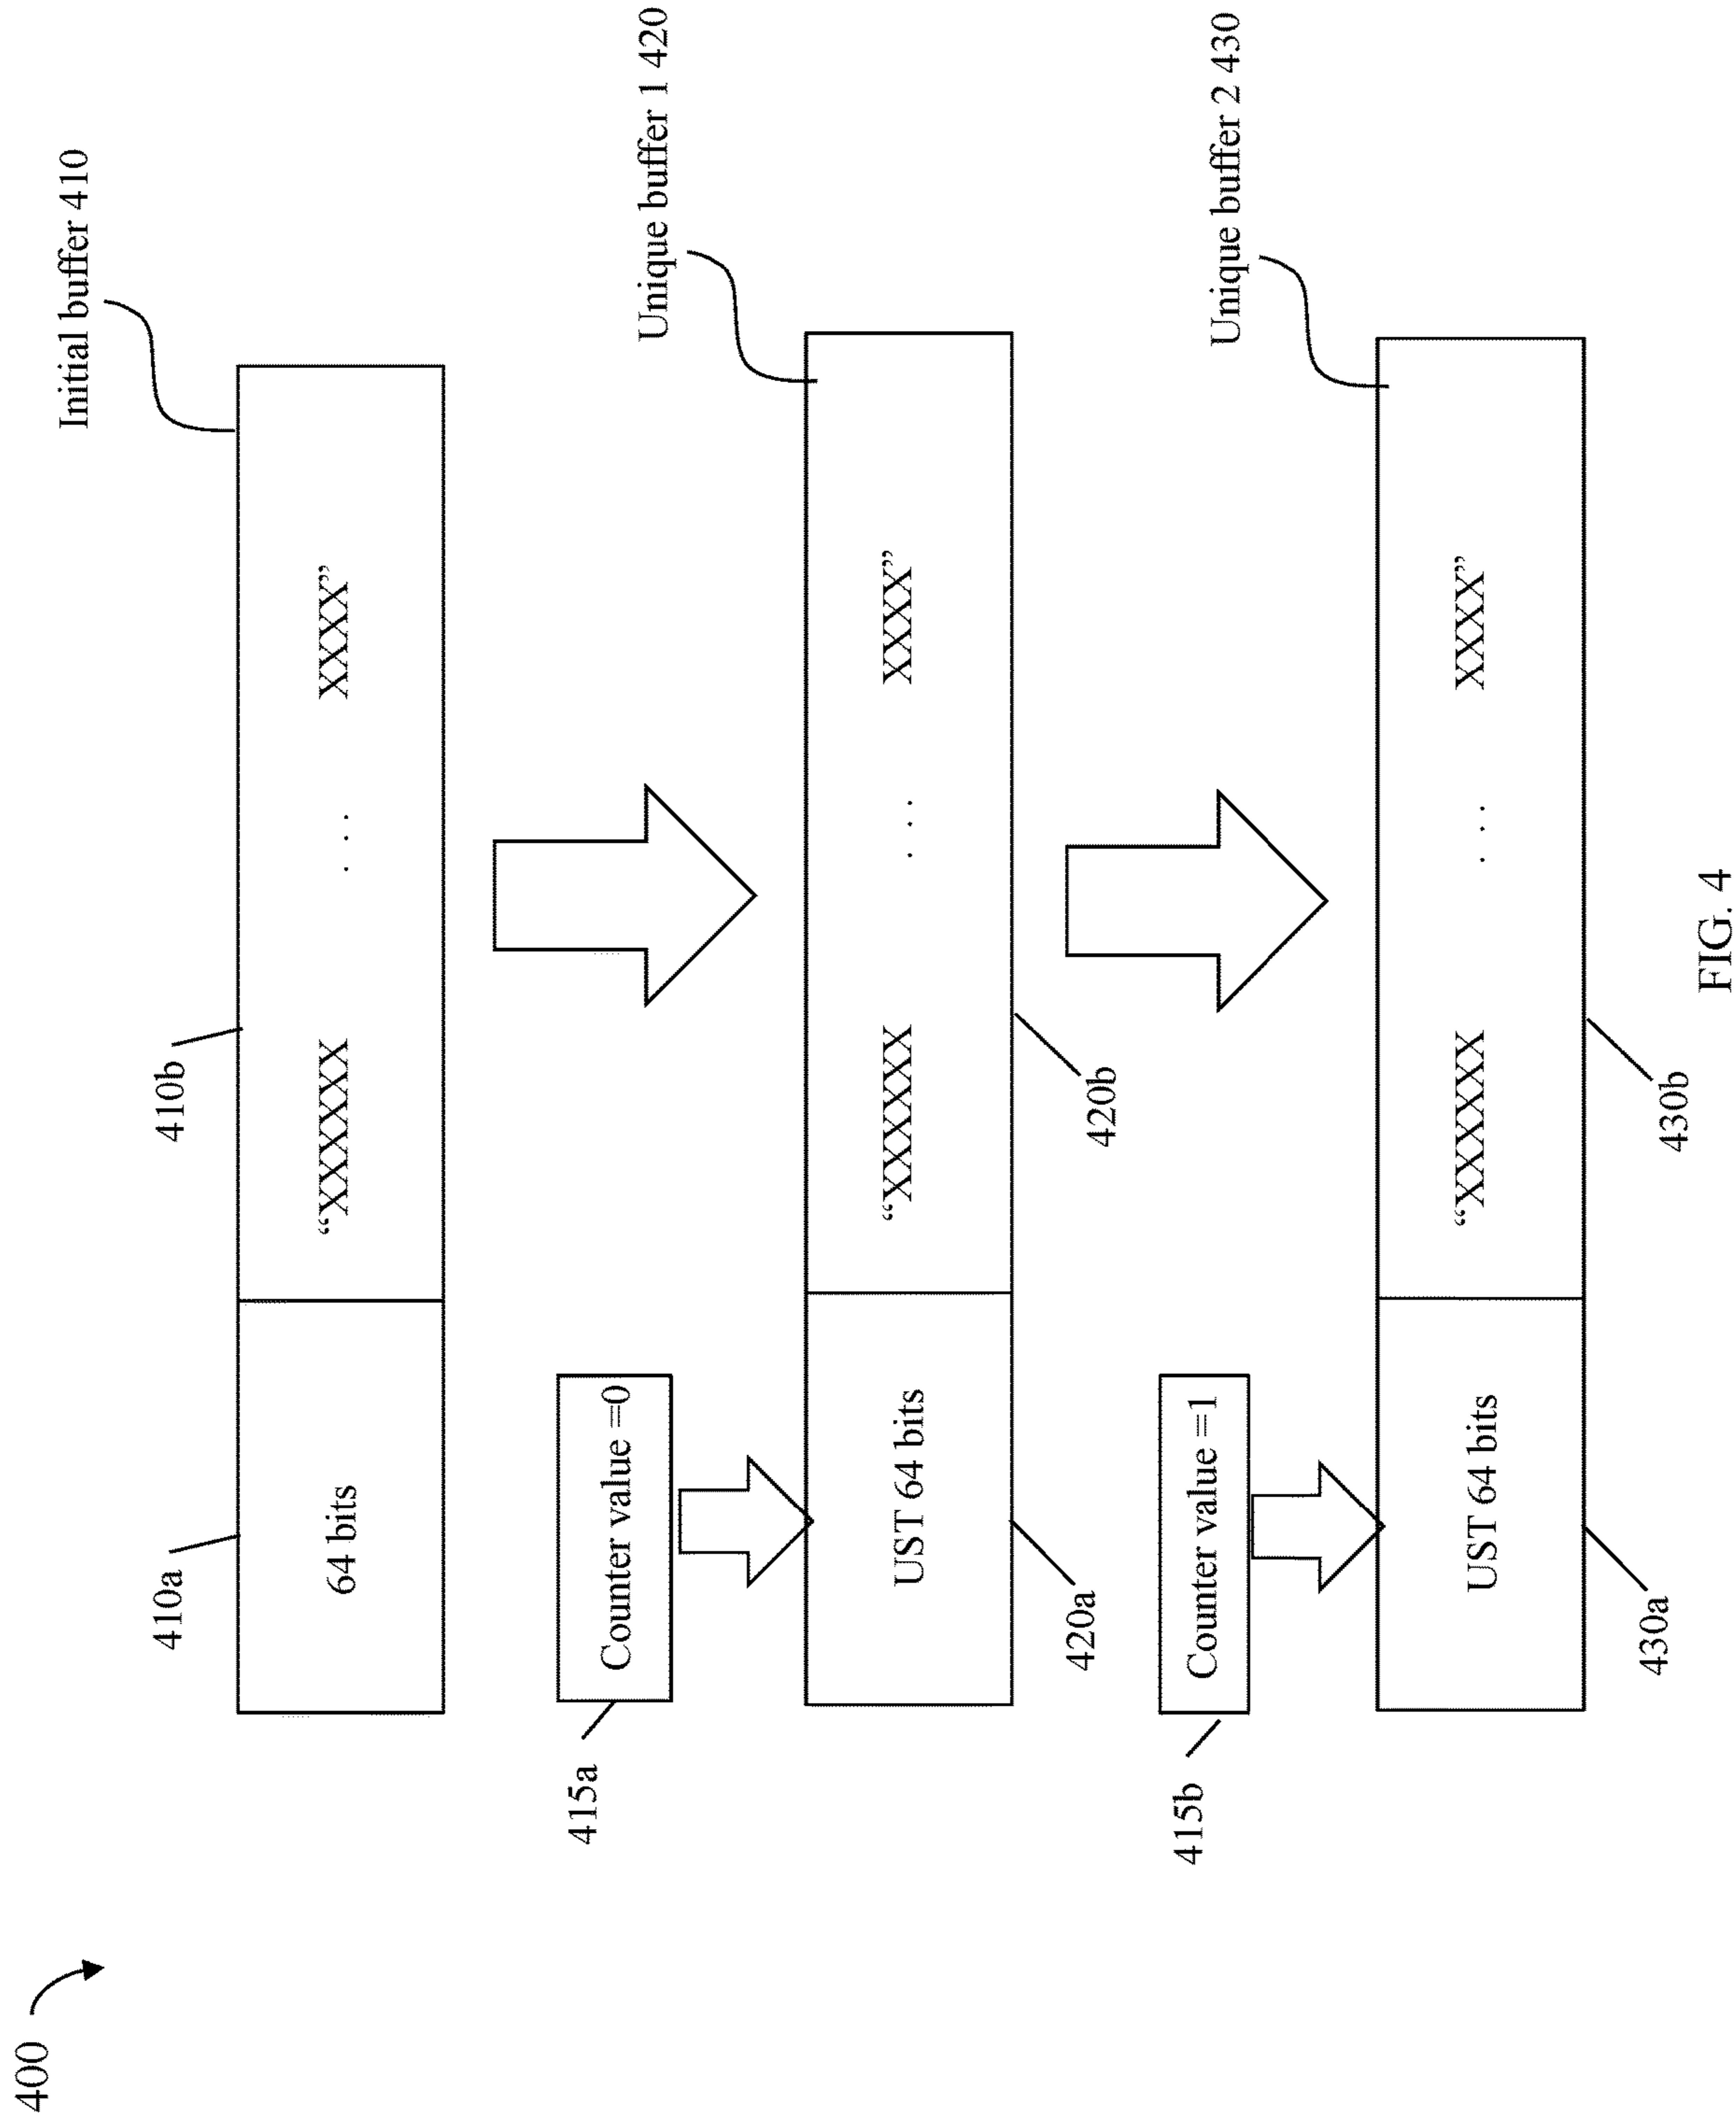 400
Initial buffer 410
410a
410b
64 bits
“XXXXXX
. . .
XXXX”
415a
Counter value =0
Unique buffer 1 420
UST 64 bits
“XXXXXX
. . .
XXXX”
420a
420b
415b
Counter value =1
Unique buffer 2 430
UST 64 bits
“XXXXXX
. . .
XXXX”
430a
430b
FIG. 4